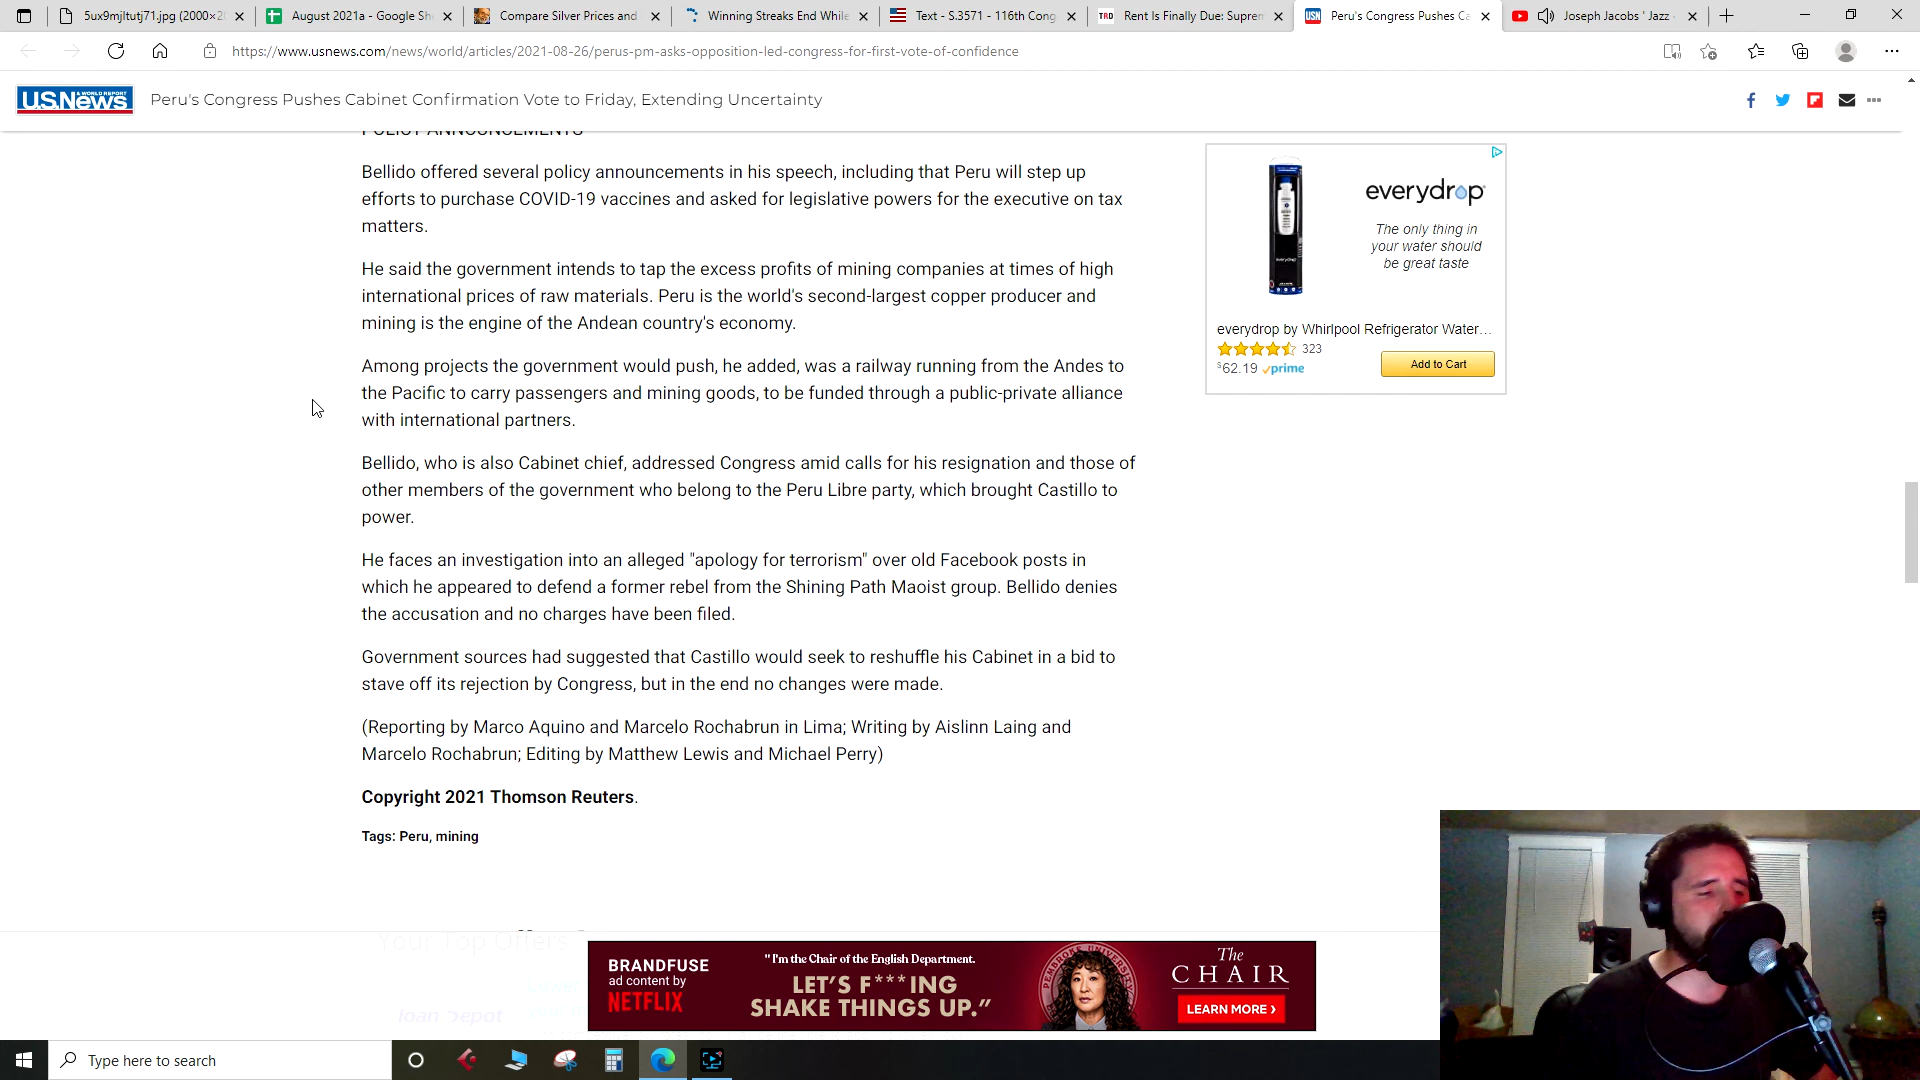 5ux9mjltutj71.jpg (2000×2
August 2021a - Google Sh
Compare Silver Prices and
Winning Streaks End While
Text - S.3571 - 116th Cong
TRD
Rent Is Finally Due: Suprem
USN
Peru's Congress Pushes Ca
Joseph Jacobs ' Jazz
https://www.usnews.com/news/world/articles/2021-08-26/perus-pm-asks-opposition-led-congress-for-first-vote-of-confidence
& WORLD REPORT
U.S.News
Peru's Congress Pushes Cabinet Confirmation Vote to Friday, Extending Uncertainty
POLICY ANNOUNCEMENTS
Bellido offered several policy announcements in his speech, including that Peru will step up
efforts to purchase COVID-19 vaccines and asked for legislative powers for the executive on tax
matters.
He said the government intends to tap the excess profits of mining companies at times of high
international prices of raw materials. Peru is the world's second-largest copper producer and
mining is the engine of the Andean country's economy.
Among projects the government would push, he added, was a railway running from the Andes to
the Pacific to carry passengers and mining goods, to be funded through a public-private alliance
with international partners.
Bellido, who is also Cabinet chief, addressed Congress amid calls for his resignation and those of
other members of the government who belong to the Peru Libre party, which brought Castillo to
power.
He faces an investigation into an alleged "apology for terrorism" over old Facebook posts in
which he appeared to defend a former rebel from the Shining Path Maoist group. Bellido denies
the accusation and no charges have been filed.
Government sources had suggested that Castillo would seek to reshuffle his Cabinet in a bid to
stave off its rejection by Congress, but in the end no changes were made.
(Reporting by Marco Aquino and Marcelo Rochabrun in Lima; Writing by Aislinn Laing and
Marcelo Rochabrun; Editing by Matthew Lewis and Michael Perry)
Copyright 2021 Thomson Reuters.
Tags: Peru, mining
everydrop
The only thing in
your water should
be great taste
everydrop by Whirlpool Refrigerator Water...
323
$62.19 prime
Add to Cart
Your Top Offers
loan Depot
BRANDFUSE
ad content by
NETFLIX
"I'm the Chair of the English Department.
LET'S F***ING
SHAKE THINGS UP."
PEMBROKE UNIVERSITY
The
CHAIR
LEARN MORE ›
Type here to search